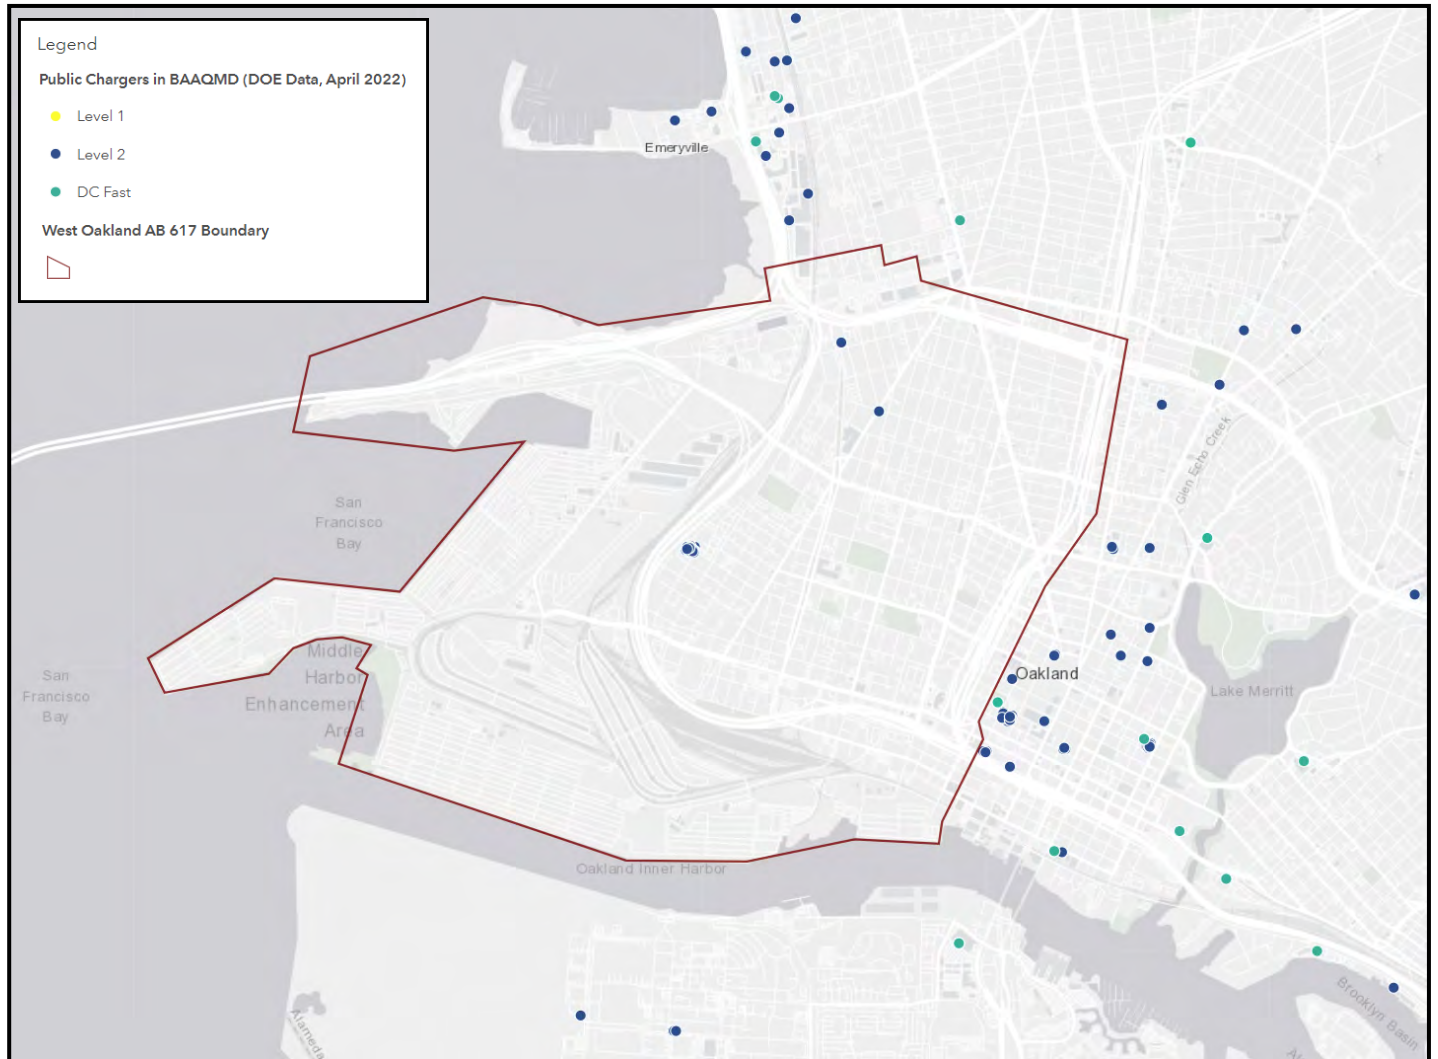 Legend
Public Chargers in BAAQMD (DOE Data, April 2022)
Level 1
Level 2
DC Fast
West Oakland AB 617 Boundary
Emeryville
Glen Echo Creek
San
Francisco
Bay
Middle
Harbor
Enhancement
Area
San
Francisco
Bay
Oakland
Lake Merritt
Oakland Inner Harbor
Alameda
Brooklyn Basin